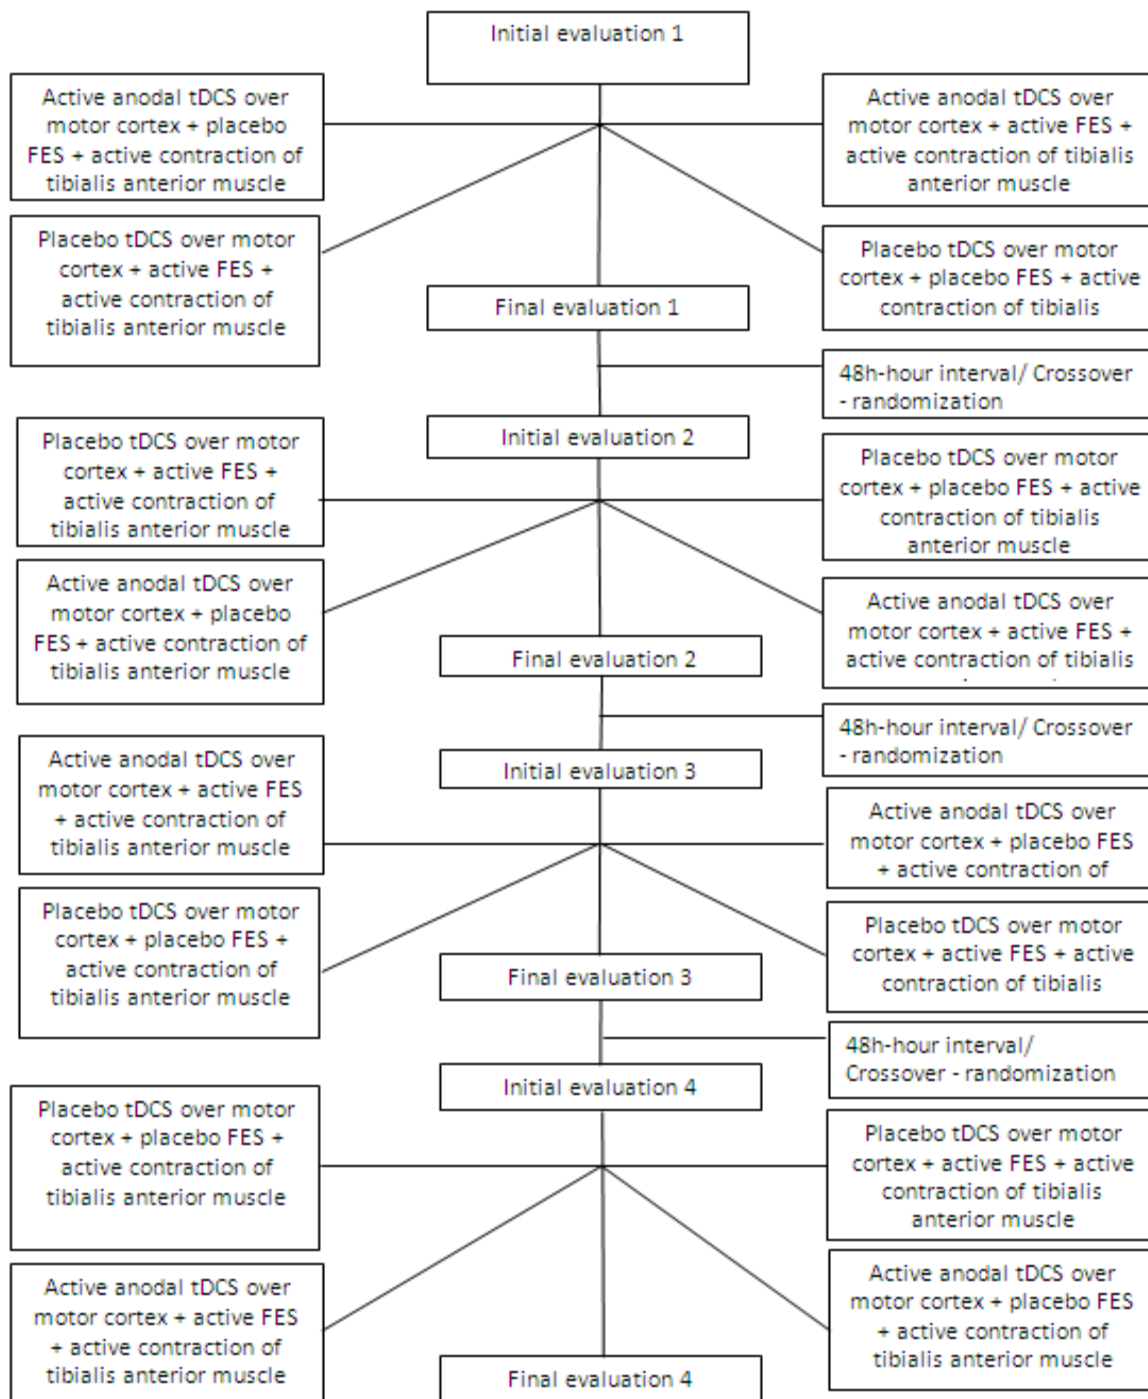 Initial evaluation 1
Active anodal tDCS over
motor cortex + placebo
FES + active contraction of
tibialis anterior muscle
Active anodal tDCS over
motor cortex + active FES +
active contraction of tibialis
anterior muscle
Placebo tDCS over motor
cortex + active FES +
active contraction of
tibialis anterior muscle
Placebo tDCS over motor
cortex + placebo FES + active
contraction of tibialis
Final evaluation 1
48h-hour interval/ Crossover
- randomization
Initial evaluation 2
Placebo tDCS over motor
cortex + active FES +
active contraction of
tibialis anterior muscle
Placebo tDCS over motor
cortex + placebo FES + active
contraction of tibialis
anterior muscle
Active anodal tDCS over
motor cortex + placebo
FES + active contraction of
tibialis anterior muscle
Active anodal tDCS over
motor cortex + active FES +
active contraction of tibialis
Final evaluation 2
48h-hour interval/ Crossover
- randomization
Initial evaluation 3
Active anodal tDCS over
motor cortex + active FES
+ active contraction of
tibialis anterior muscle
Active anodal tDCS over
motor cortex + placebo FES
+ active contraction of
Placebo tDCS over motor
cortex + placebo FES +
active contraction of
tibialis anterior muscle
Placebo tDCS over motor
cortex + active FES + active
contraction of tibialis
Final evaluation 3
48h-hour interval/
Crossover - randomization
Initial evaluation 4
Placebo tDCS over motor
cortex + placebo FES +
active contraction of
tibialis anterior muscle
Placebo tDCS over motor
cortex + active FES + active
contraction of tibialis
anterior muscle
Active anodal tDCS over
motor cortex + active FES
+ active contraction of
tibialis anterior muscle
Active anodal tDCS over
motor cortex + placebo FES
+ active contraction of
tibialis anterior muscle
Final evaluation 4